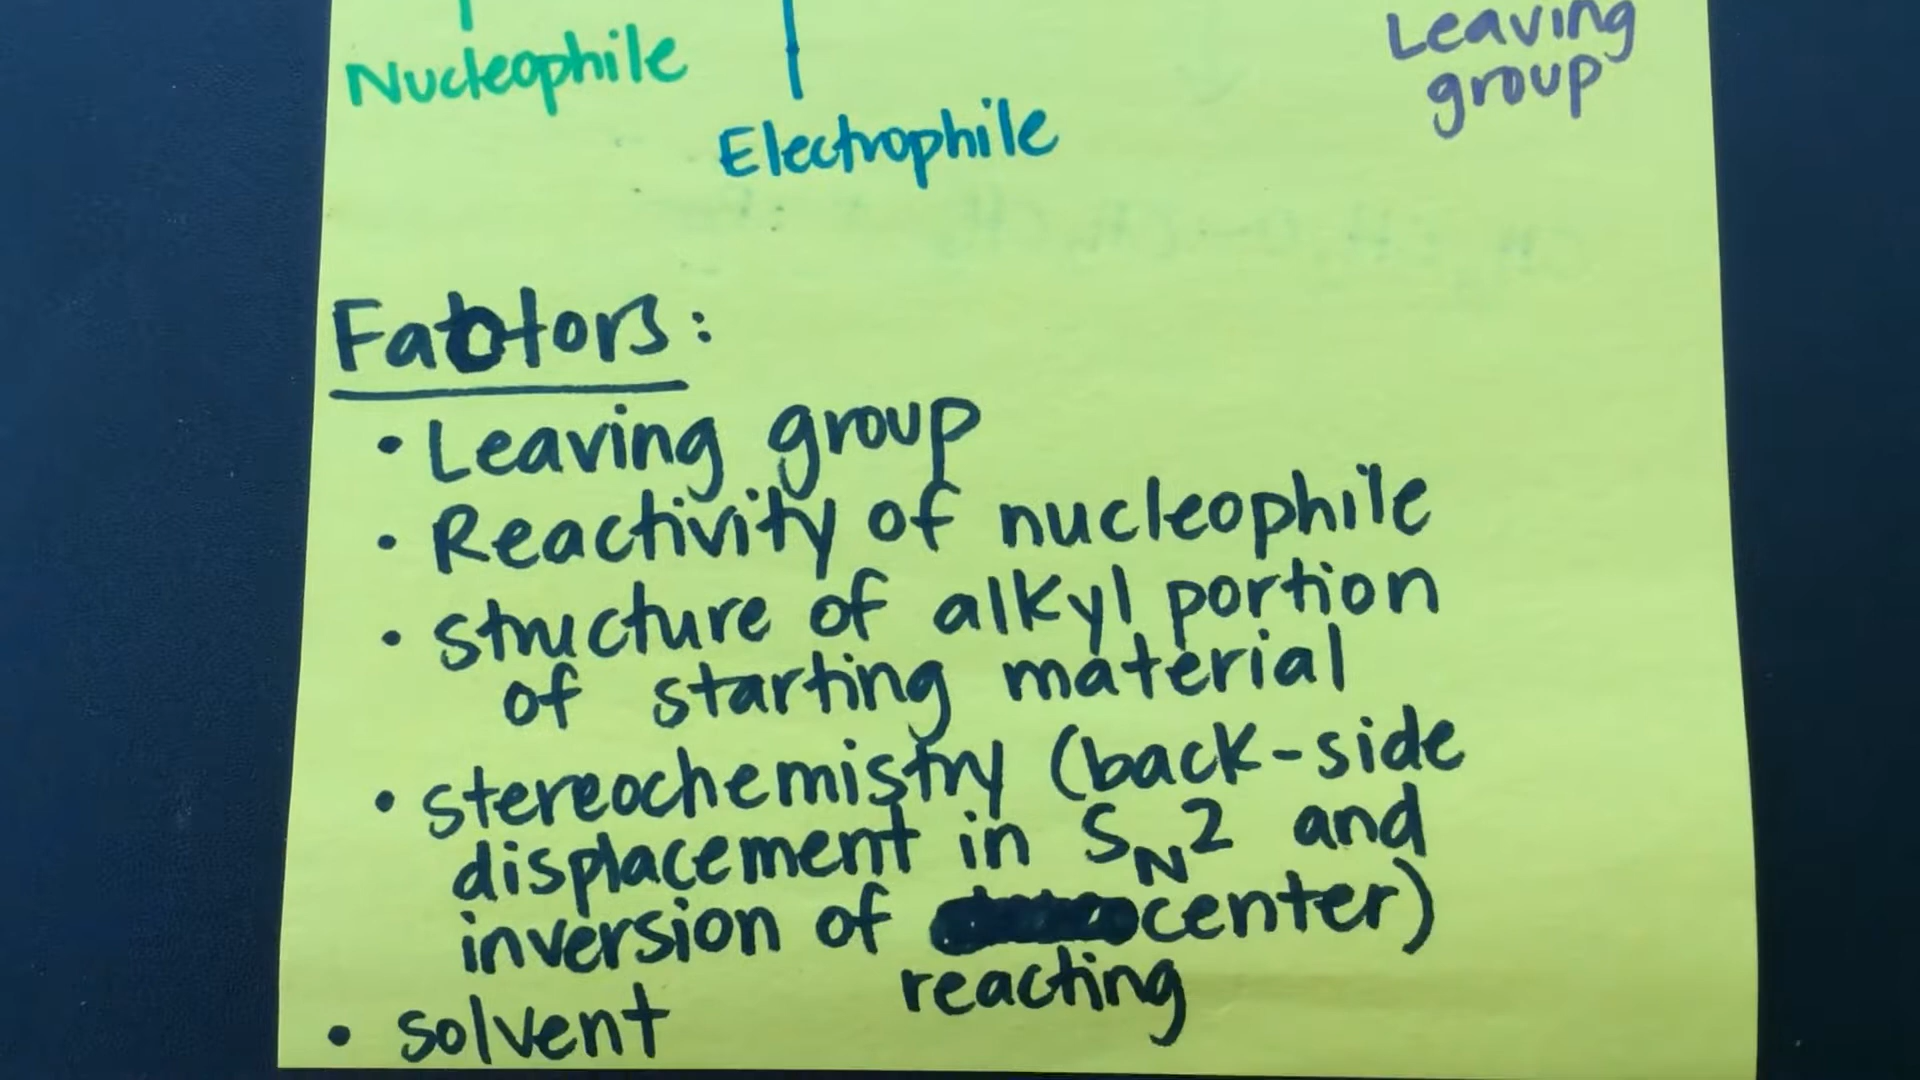 Nucleophile
Electrophile
Leaving
group
Factors:
• Leaving group
• Reactivity of nucleophile
• structure of alkyl portion
of starting material
• stereochemistry (back-side
displacement in SN2 and
inversion of center)
reacting
• solvent